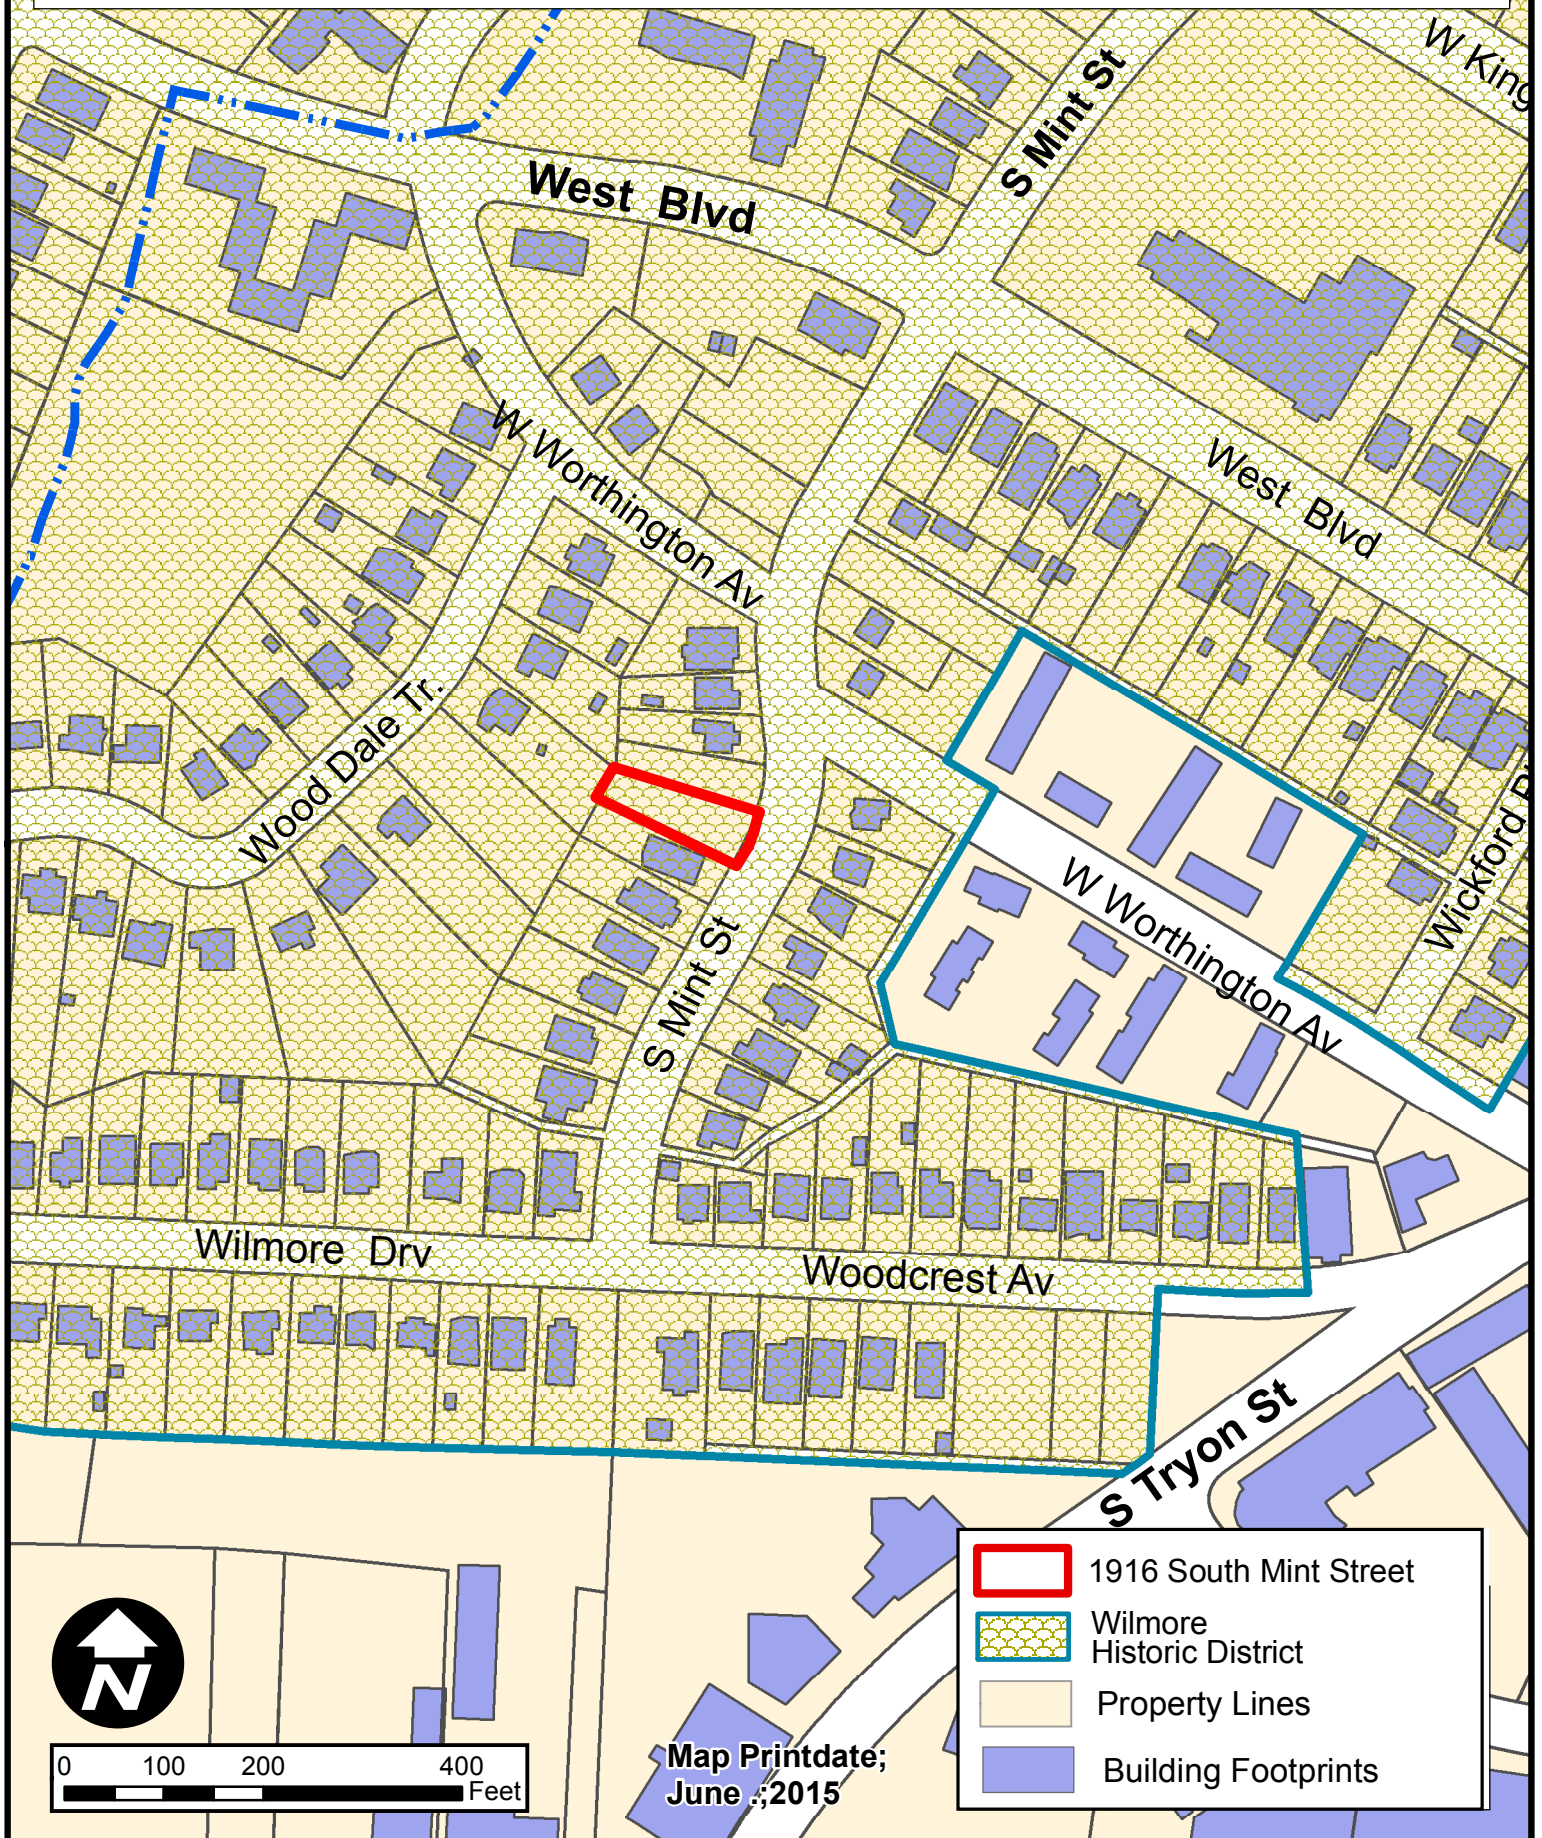 W King
S Mint St
West Blvd
W Worthington Av
West Blvd
Wood Dale Tr.
Wickford
W Worthington Av
S Mint St
Wilmore Drv
Woodcrest Av
S Tryon St
1916 South Mint Street
Wilmore
Historic District
Property Lines
Building Footprints
N
0 100 200 400
Feet
Map Printdate;
June .;2015